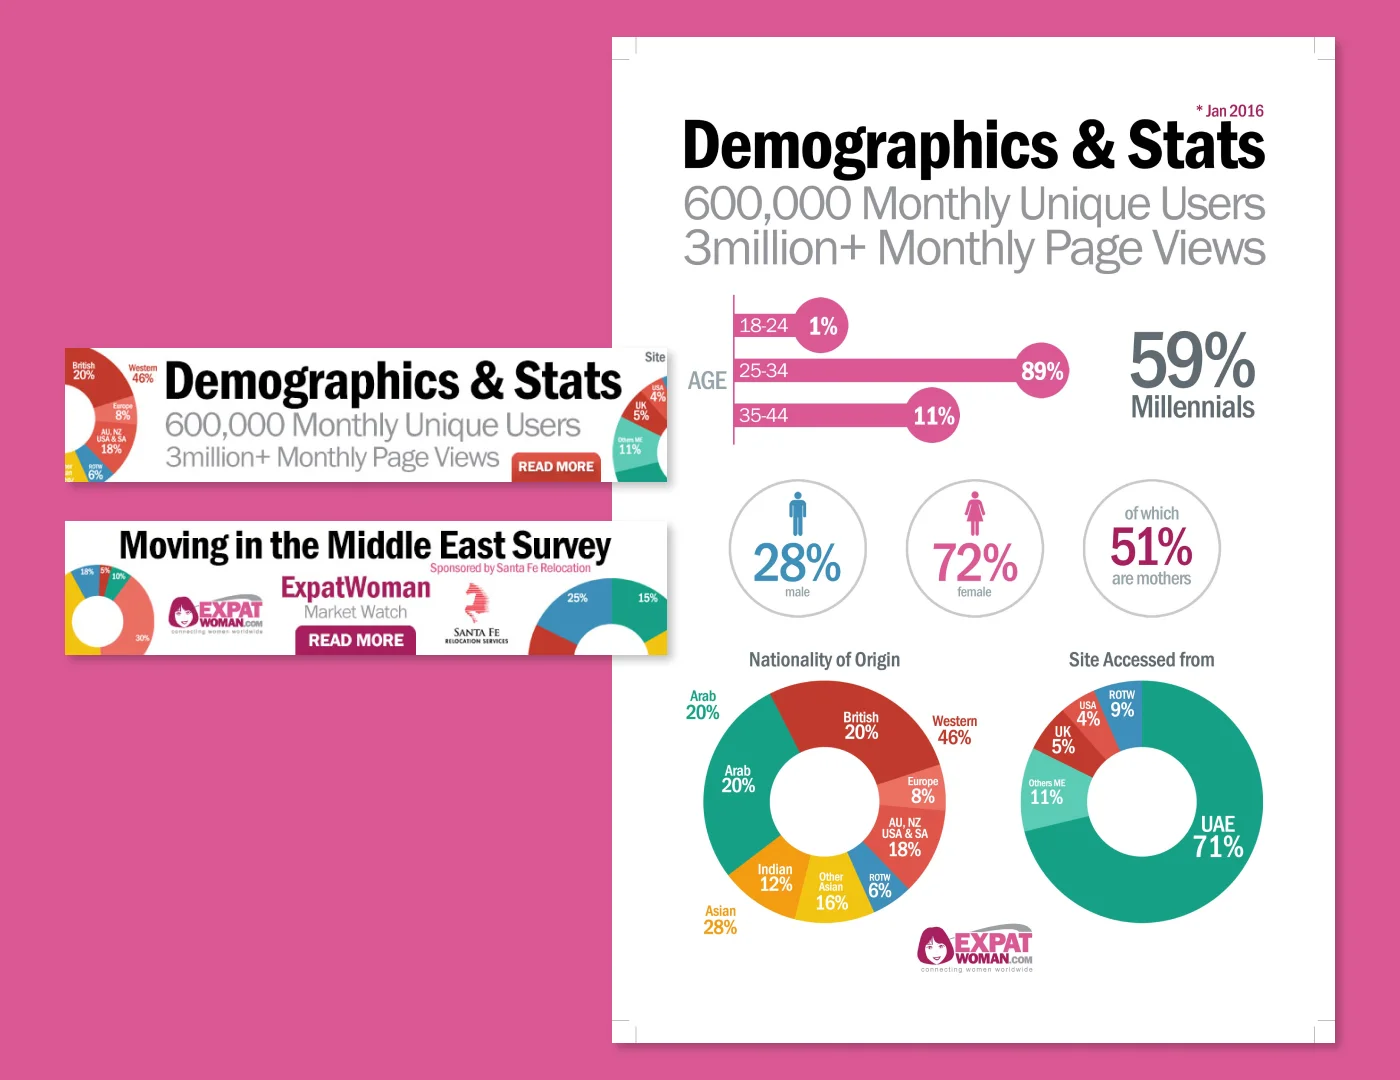 * Jan 2016
Demographics & Stats
600,000 Monthly Unique Users
3million+ Monthly Page Views
AGE
18-24 1%
25-34 89%
35-44 11%
59%
Millennials
28%
male
72%
female
of which
51%
are mothers
Nationality of Origin
Arab
20%
British
20%
Western
46%
Arab
20%
Europe
8%
AU, NZ
USA & SA
18%
Indian
12%
Other
Asian
16%
ROTW
6%
Asian
28%
Site Accessed from
ROTW
9%
USA
4%
UK
5%
Others ME
11%
UAE
71%
EXPAT
WOMAN.COM
connecting women worldwide
British
20%
Western
46%
Europe
8%
AU, NZ
USA & SA
18%
ROTW
6%
Demographics & Stats
600,000 Monthly Unique Users
3million+ Monthly Page Views
READ MORE
Site
USA
4%
UK
5%
Others ME
11%
Moving in the Middle East Survey
Sponsored by Santa Fe Relocation
18%
5%
10%
30%
EXPAT
WOMAN.COM
connecting women worldwide
ExpatWoman
Market Watch
READ MORE
SANTA FE
RELOCATION SERVICES
25%
15%